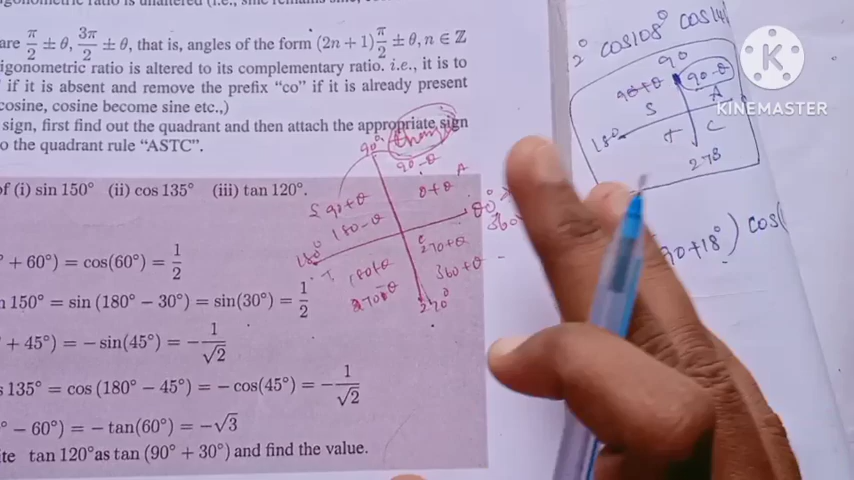 are π/2 ± θ, 3π/2 ± θ, that is, angles of the form (2n + 1)π/2 ± θ, n ∈ ℤ
trigonometric ratio is altered to its complementary ratio. i.e., it is to
if it is absent and remove the prefix “co” if it is already present
cosine, cosine become sine etc.,)
sign, first find out the quadrant and then attach the appropriate sign
o the quadrant rule “ASTC”.
of (i) sin 150° (ii) cos 135° (iii) tan 120°.
° + 60°) = cos(60°) = 1/2
150° = sin (180° − 30°) = sin(30°) = 1/2
+ 45°) = −sin(45°) = −1/√2
135° = cos (180° − 45°) = −cos(45°) = −1/√2
° − 60°) = −tan(60°) = −√3
tan 120°as tan (90° + 30°) and find the value.
90°
90-θ
A
0+θ
S 90+θ
180-θ
180°
T
180+θ
270-θ
270°
C
270+θ
360+θ
360
2° cos108° cos14
90
90+θ
90-θ
S
A
180°
T
C
270
90+18°) cos(
KINEMASTER